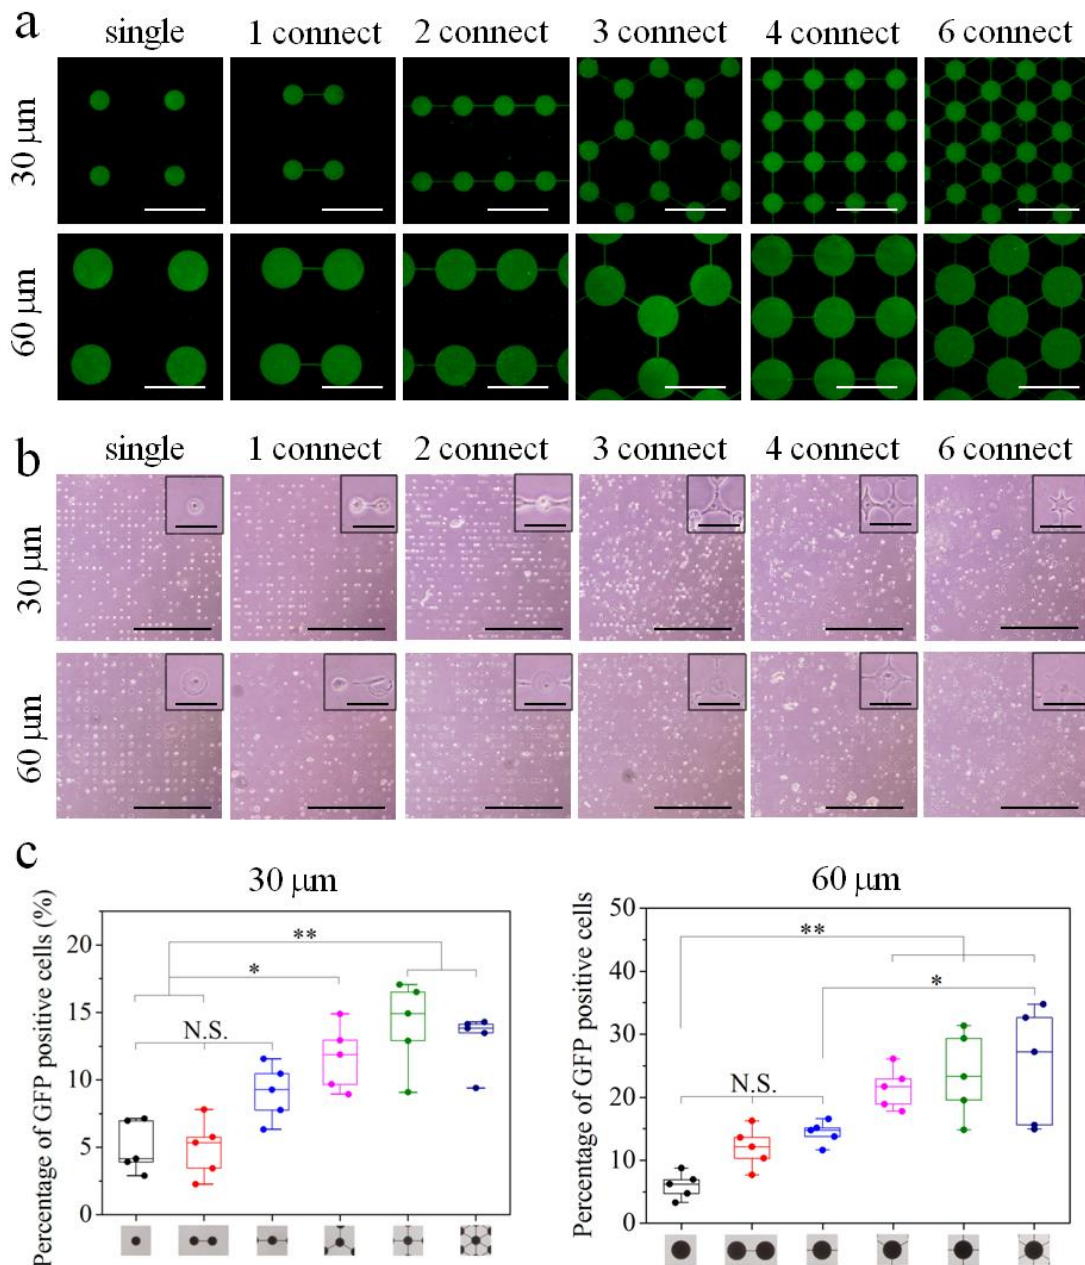 a
single 1 connect 2 connect 3 connect 4 connect 6 connect
30 μm
60 μm
b
single 1 connect 2 connect 3 connect 4 connect 6 connect
30 μm
60 μm
c
30 μm
Percentage of GFP positive cells (%)
20
15
10
5
0
**
*
N.S.
60 μm
Percentage of GFP positive cells
50
40
30
20
10
0
**
*
N.S.